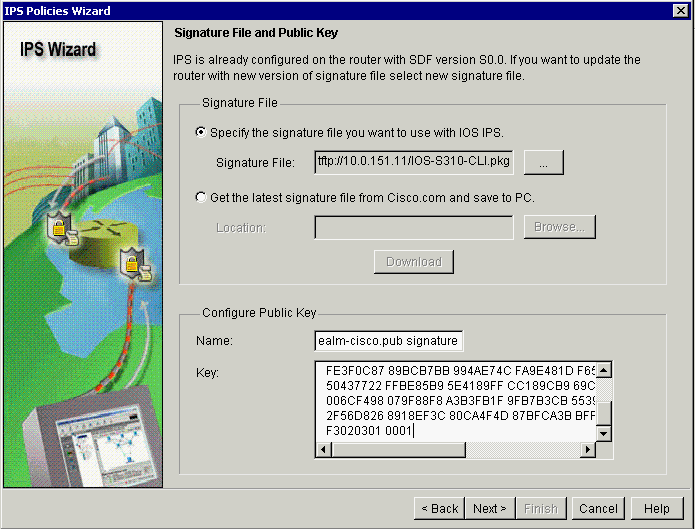 IPS Policies Wizard
IPS Wizard
Signature File and Public Key
IPS is already configured on the router with SDF version S0.0. If you want to update the
router with new version of signature file select new signature file.
Signature File
Specify the signature file you want to use with IOS IPS.
Signature File: tftp://10.0.151.11/IOS-S310-CLI.pkg ...
Get the latest signature file from Cisco.com and save to PC.
Location: Browse...
Download
Configure Public Key
Name: ealm-cisco.pub signature
Key:
FE3F0C87 89BCB7BB 994AE74C FA9E481D F65
50437722 FFBE85B9 5E4189FF CC189CB9 69C
006CF498 079F88F8 A3B3FB1F 9FB7B3CB 5539
2F56D826 8918EF3C 80CA4F4D 87BFCA3B BFF
F3020301 0001
< Back Next > Finish Cancel Help